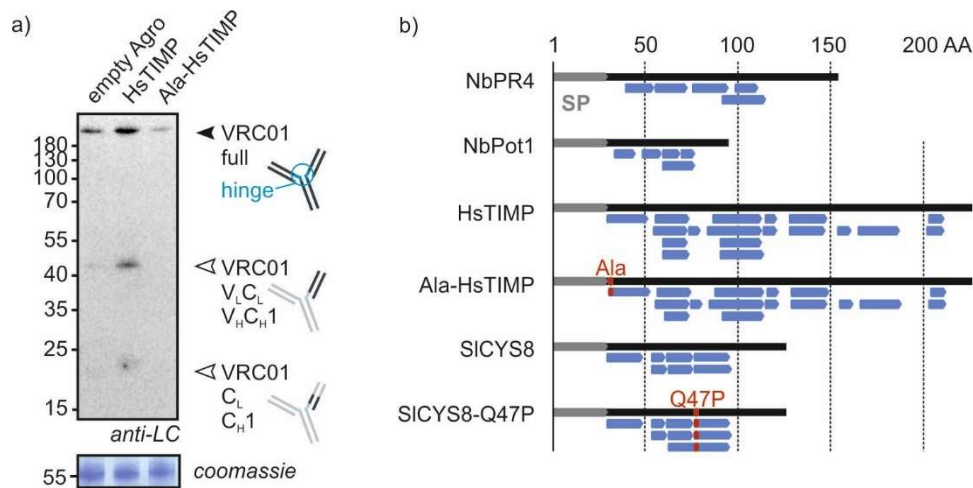 a)
empty Agro
HsTIMP
Ala-HsTIMP
180
130
100
70
55
40
35
25
15
VRC01
full
hinge
VRC01
VLCL
VHCH1
VRC01
CL
CH1
anti-LC
55
coomassie
b)
1 50 100 150 200 AA
NbPR4
SP
NbPot1
HsTIMP
Ala-HsTIMP
Ala
SlCYS8
SlCYS8-Q47P
Q47P